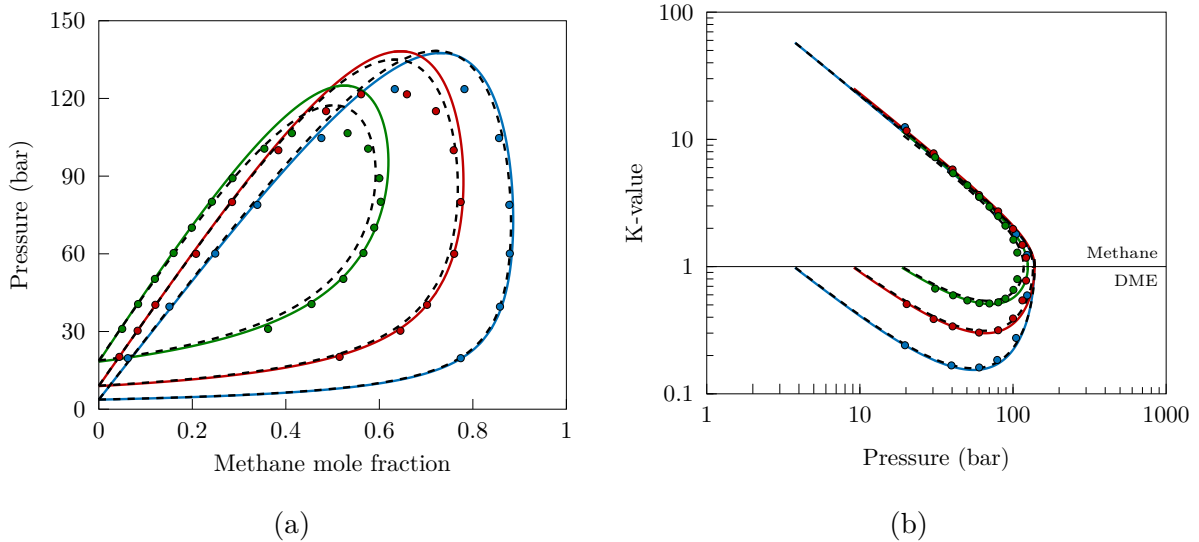 150
120
90
60
30
0
Pressure (bar)
0 0.2 0.4 0.6 0.8 1
Methane mole fraction
(a)
100
10
1
0.1
K-value
Methane
DME
1 10 100 1000
Pressure (bar)
(b)